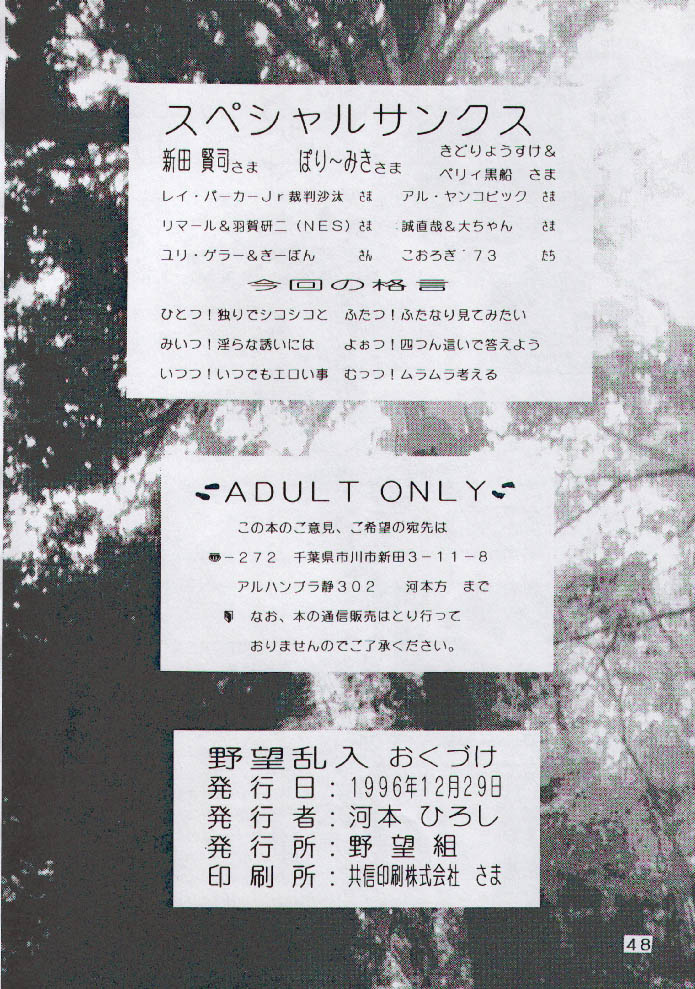 スペシャルサンクス
新田 賢司さま ぽり～みきさま きどりょうすけ&
ペリィ黒船 さま
レイ・パーカーJr裁判沙汰 さま アル・ヤンコビック さま
リマール&羽賀研二(NES)さま 誠直哉&大ちゃん さま
ユリ・ゲラー&ぎーぼん さん こおろぎ'73 たち
今回の格言
ひとつ!独りでシコシコと ふたつ!ふたなり見てみたい
みいつ!淫らな誘いには よぉつ!四つん這いで答えよう
いつつ!いつでもエロい事 むっつ!ムラムラ考える
ADULT ONLY
この本のご意見、ご希望の宛先は
〠-272 千葉県市川市新田3-11-8
アルハンブラ静302 河本方 まで
なお、本の通信販売はとり行って
おりませんのでご了承ください。
野望乱入 おくづけ
発行日:1996年12月29日
発行者:河本 ひろし
発行所:野望組
印刷所:共信印刷株式会社 さま
48